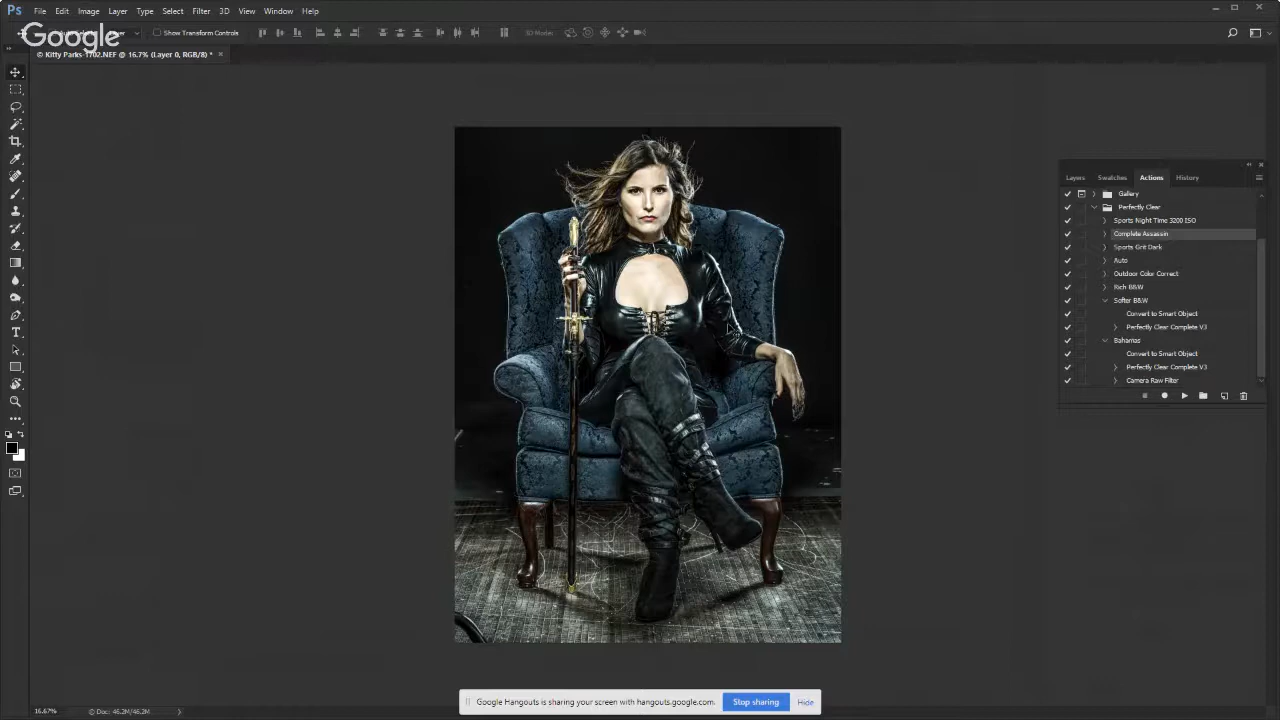 Ps File Edit Image Layer Type Select Filter 3D View Window Help
Google
Show Transform Controls
3D Mode:
© Kitty Parks-1702.NEF @ 16.7% (Layer 0, RGB/8) *
Layers Swatches Actions History
Gallery
Perfectly Clear
Sports Night Time 3200 ISO
Complete Assassin
Sports Grit Dark
Auto
Outdoor Color Correct
Rich B&W
Softer B&W
Convert to Smart Object
Perfectly Clear Complete V3
Bahamas
Convert to Smart Object
Perfectly Clear Complete V3
Camera Raw Filter
Google Hangouts is sharing your screen with hangouts.google.com.
Stop sharing
Hide
16.67%
Doc: 46.2M/46.2M